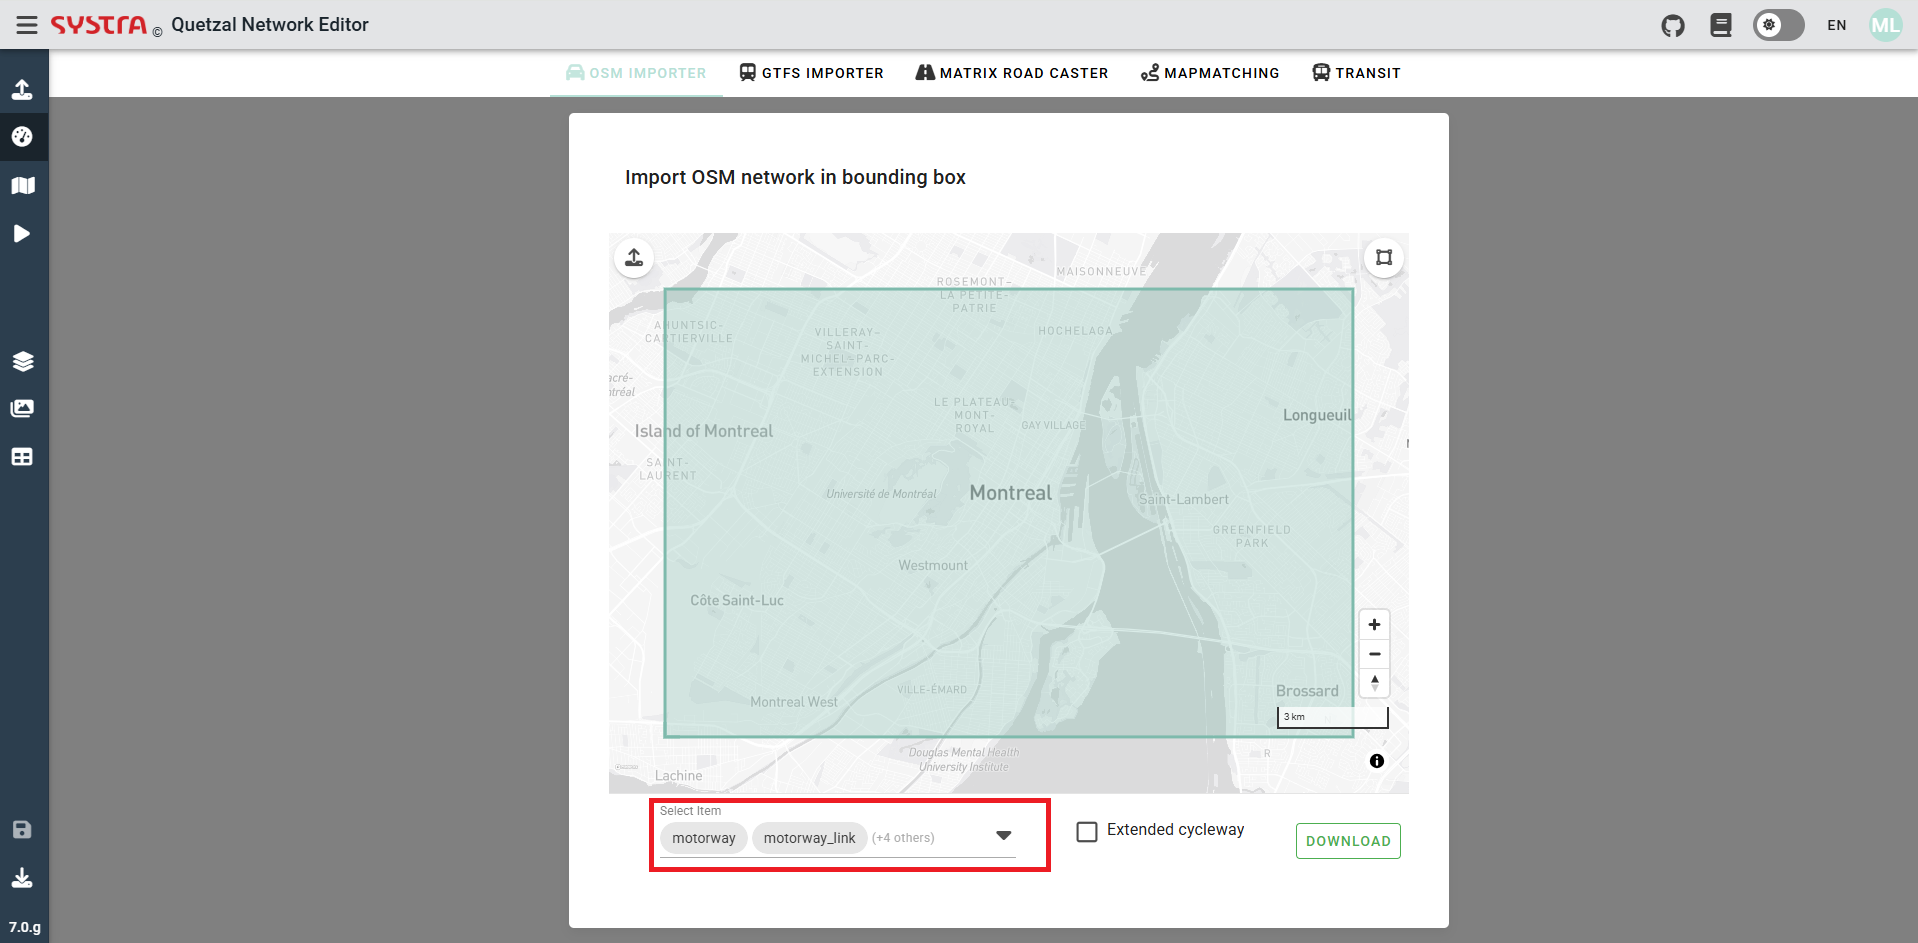 SYSTRA © Quetzal Network Editor
EN
ML
OSM IMPORTER
GTFS IMPORTER
MATRIX ROAD CASTER
MAPMATCHING
TRANSIT
Import OSM network in bounding box
MAISONNEUVE
ROSEMONT–
LA PETITE-
PATRIE
AHUNTSIC-
CARTIERVILLE
VILLERAY–
SAINT-
MICHEL–PARC-
EXTENSION
HOCHELAGA
acré-
ntréal
LE PLATEAU-
MONT-
ROYAL
GAY VILLAGE
Longueuil
Island of Montreal
SAINT-
LAURENT
Université de Montréal
Montreal
Saint-Lambert
GREENFIELD
PARK
Westmount
Côte Saint-Luc
Montreal West
VILLE-ÉMARD
Brossard
3 km
Douglas Mental Health
University Institute
R
Lachine
Select Item
motorway
motorway_link
(+4 others)
Extended cycleway
DOWNLOAD
7.0.g